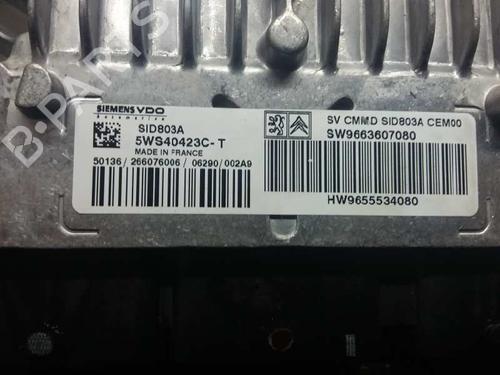 SIEMENS VDO
Automotive
SID803A
5WS40423C-T
MADE IN FRANCE
50136 / 266076006 / 06290 / 002A9
SV CMMD SID803A CEM00
SW9663607080
HW9655534080
B-PARTS